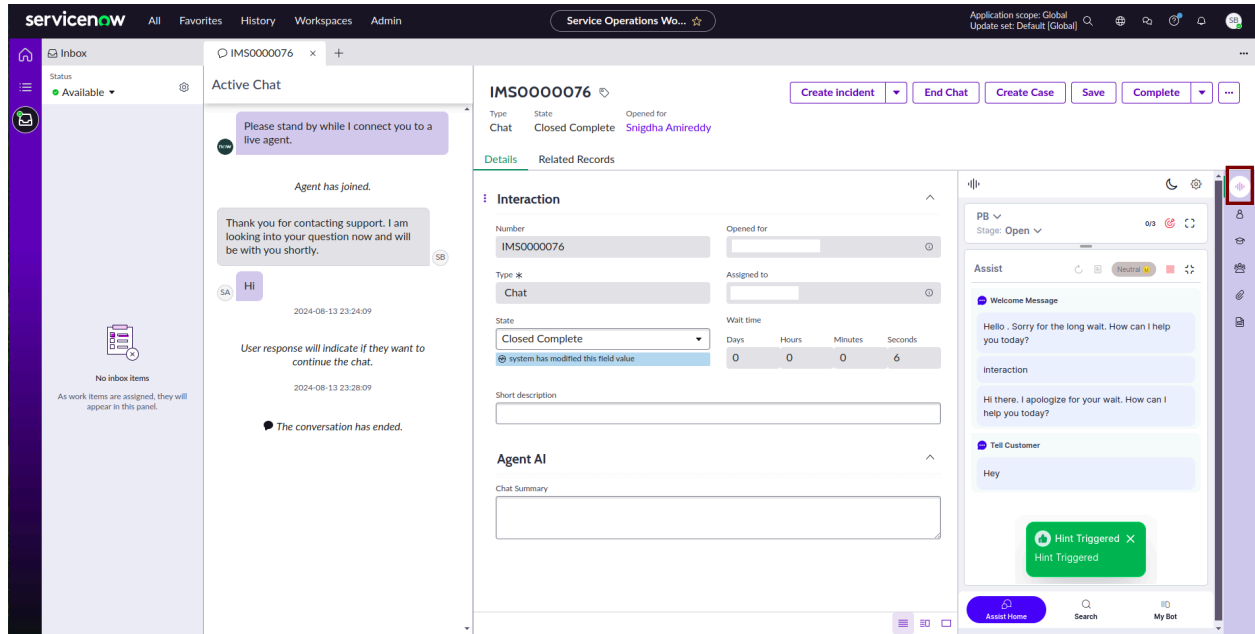 servicenow
All
Favorites
History
Workspaces
Admin
Service Operations Wo... ☆
Application scope: Global
Update set: Default [Global]
SB
Inbox
IMS0000076 × +
Status
Available
Active Chat
now
Please stand by while I connect you to a
live agent.
Agent has joined.
Thank you for contacting support. I am
looking into your question now and will
be with you shortly.
SB
SA
Hi
2024-08-13 23:24:09
User response will indicate if they want to
continue the chat.
2024-08-13 23:28:09
The conversation has ended.
No inbox items
As work items are assigned, they will
appear in this panel.
IMS0000076
Create incident
End Chat
Create Case
Save
Complete
Type
Chat
State
Closed Complete
Opened for
Snigdha Amireddy
Details
Related Records
Interaction
Number
IMS0000076
Opened for
Type *
Chat
Assigned to
State
Closed Complete
system has modified this field value
Wait time
Days Hours Minutes Seconds
0 0 0 6
Short description
Agent AI
Chat Summary
PB
Stage: Open
0/3
Assist
Neutral
Welcome Message
Hello . Sorry for the long wait. How can I help
you today?
interaction
Hi there. I apologize for your wait. How can I
help you today?
Tell Customer
Hey
Hint Triggered ×
Hint Triggered
Assist Home
Search
My Bot